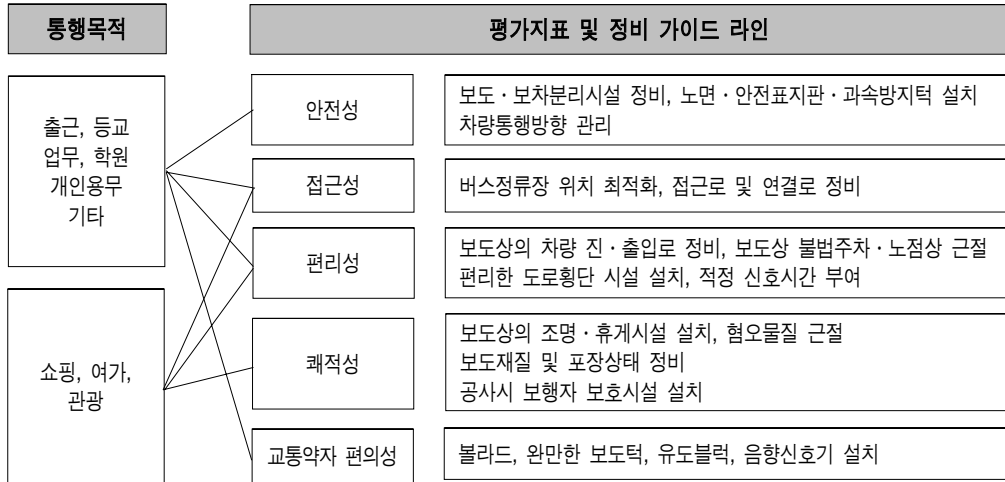 통행목적
평가지표 및 정비 가이드 라인
출근, 등교
업무, 학원
개인용무
기타
쇼핑, 여가,
관광
안전성
보도·보차분리시설 정비, 노면·안전표지판·과속방지턱 설치
차량통행방향 관리
접근성
버스정류장 위치 최적화, 접근로 및 연결로 정비
편리성
보도상의 차량 진·출입로 정비, 보도상 불법주차·노점상 근절
편리한 도로횡단 시설 설치, 적정 신호시간 부여
쾌적성
보도상의 조명·휴게시설 설치, 혐오물질 근절
보도재질 및 포장상태 정비
공사시 보행자 보호시설 설치
교통약자 편의성
볼라드, 완만한 보도턱, 유도블럭, 음향신호기 설치